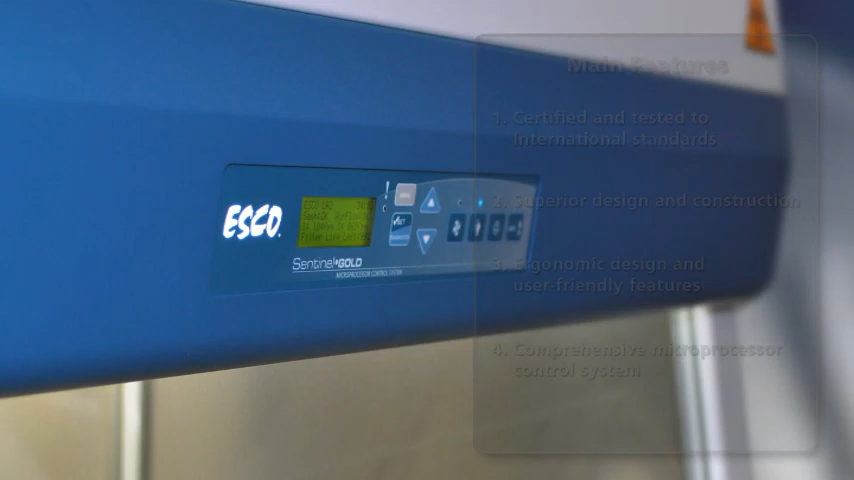 ESCO.
Sentinel GOLD
MICROPROCESSOR CONTROL SYSTEM
Main Features
1. Certified and tested to
international standards
2. Superior design and construction
3. Ergonomic design and
user-friendly features
4. Comprehensive microprocessor
control system